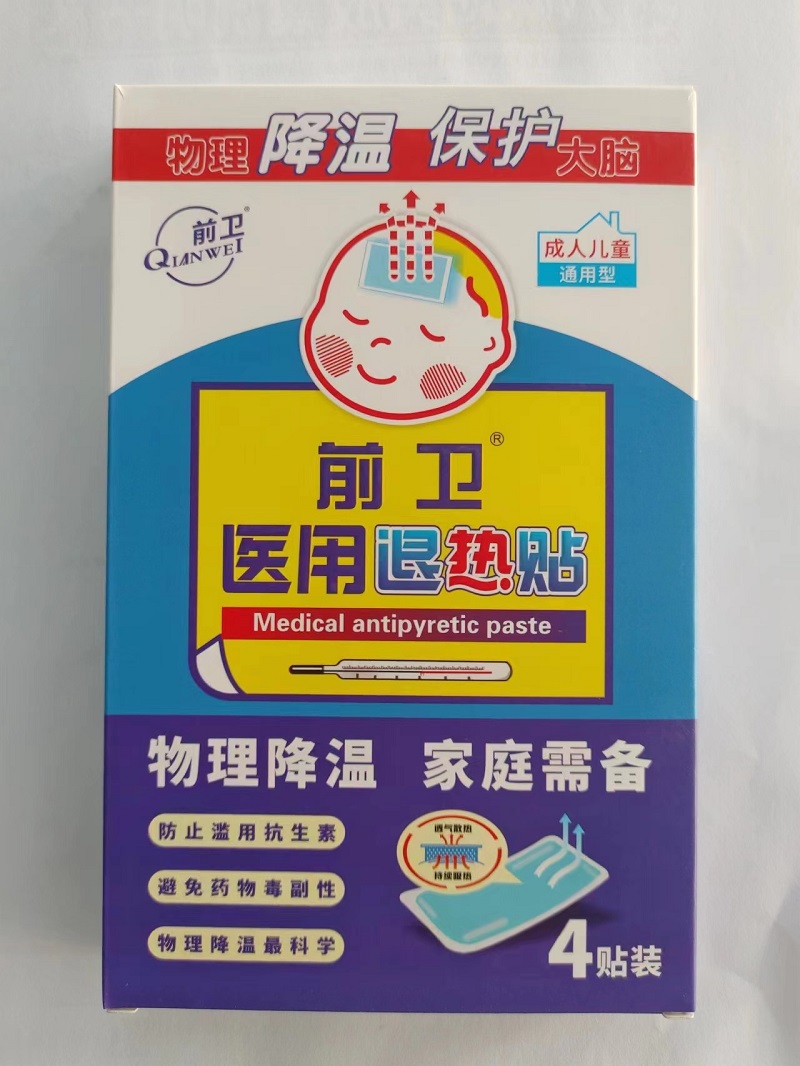 物理 降温 保护 大脑
前卫®
QIANWEI
成人儿童
通用型
前卫®
医用退热贴
Medical antipyretic paste
物理降温 家庭需备
防止滥用抗生素
避免药物毒副性
物理降温最科学
透气散热
持续吸热
4贴装